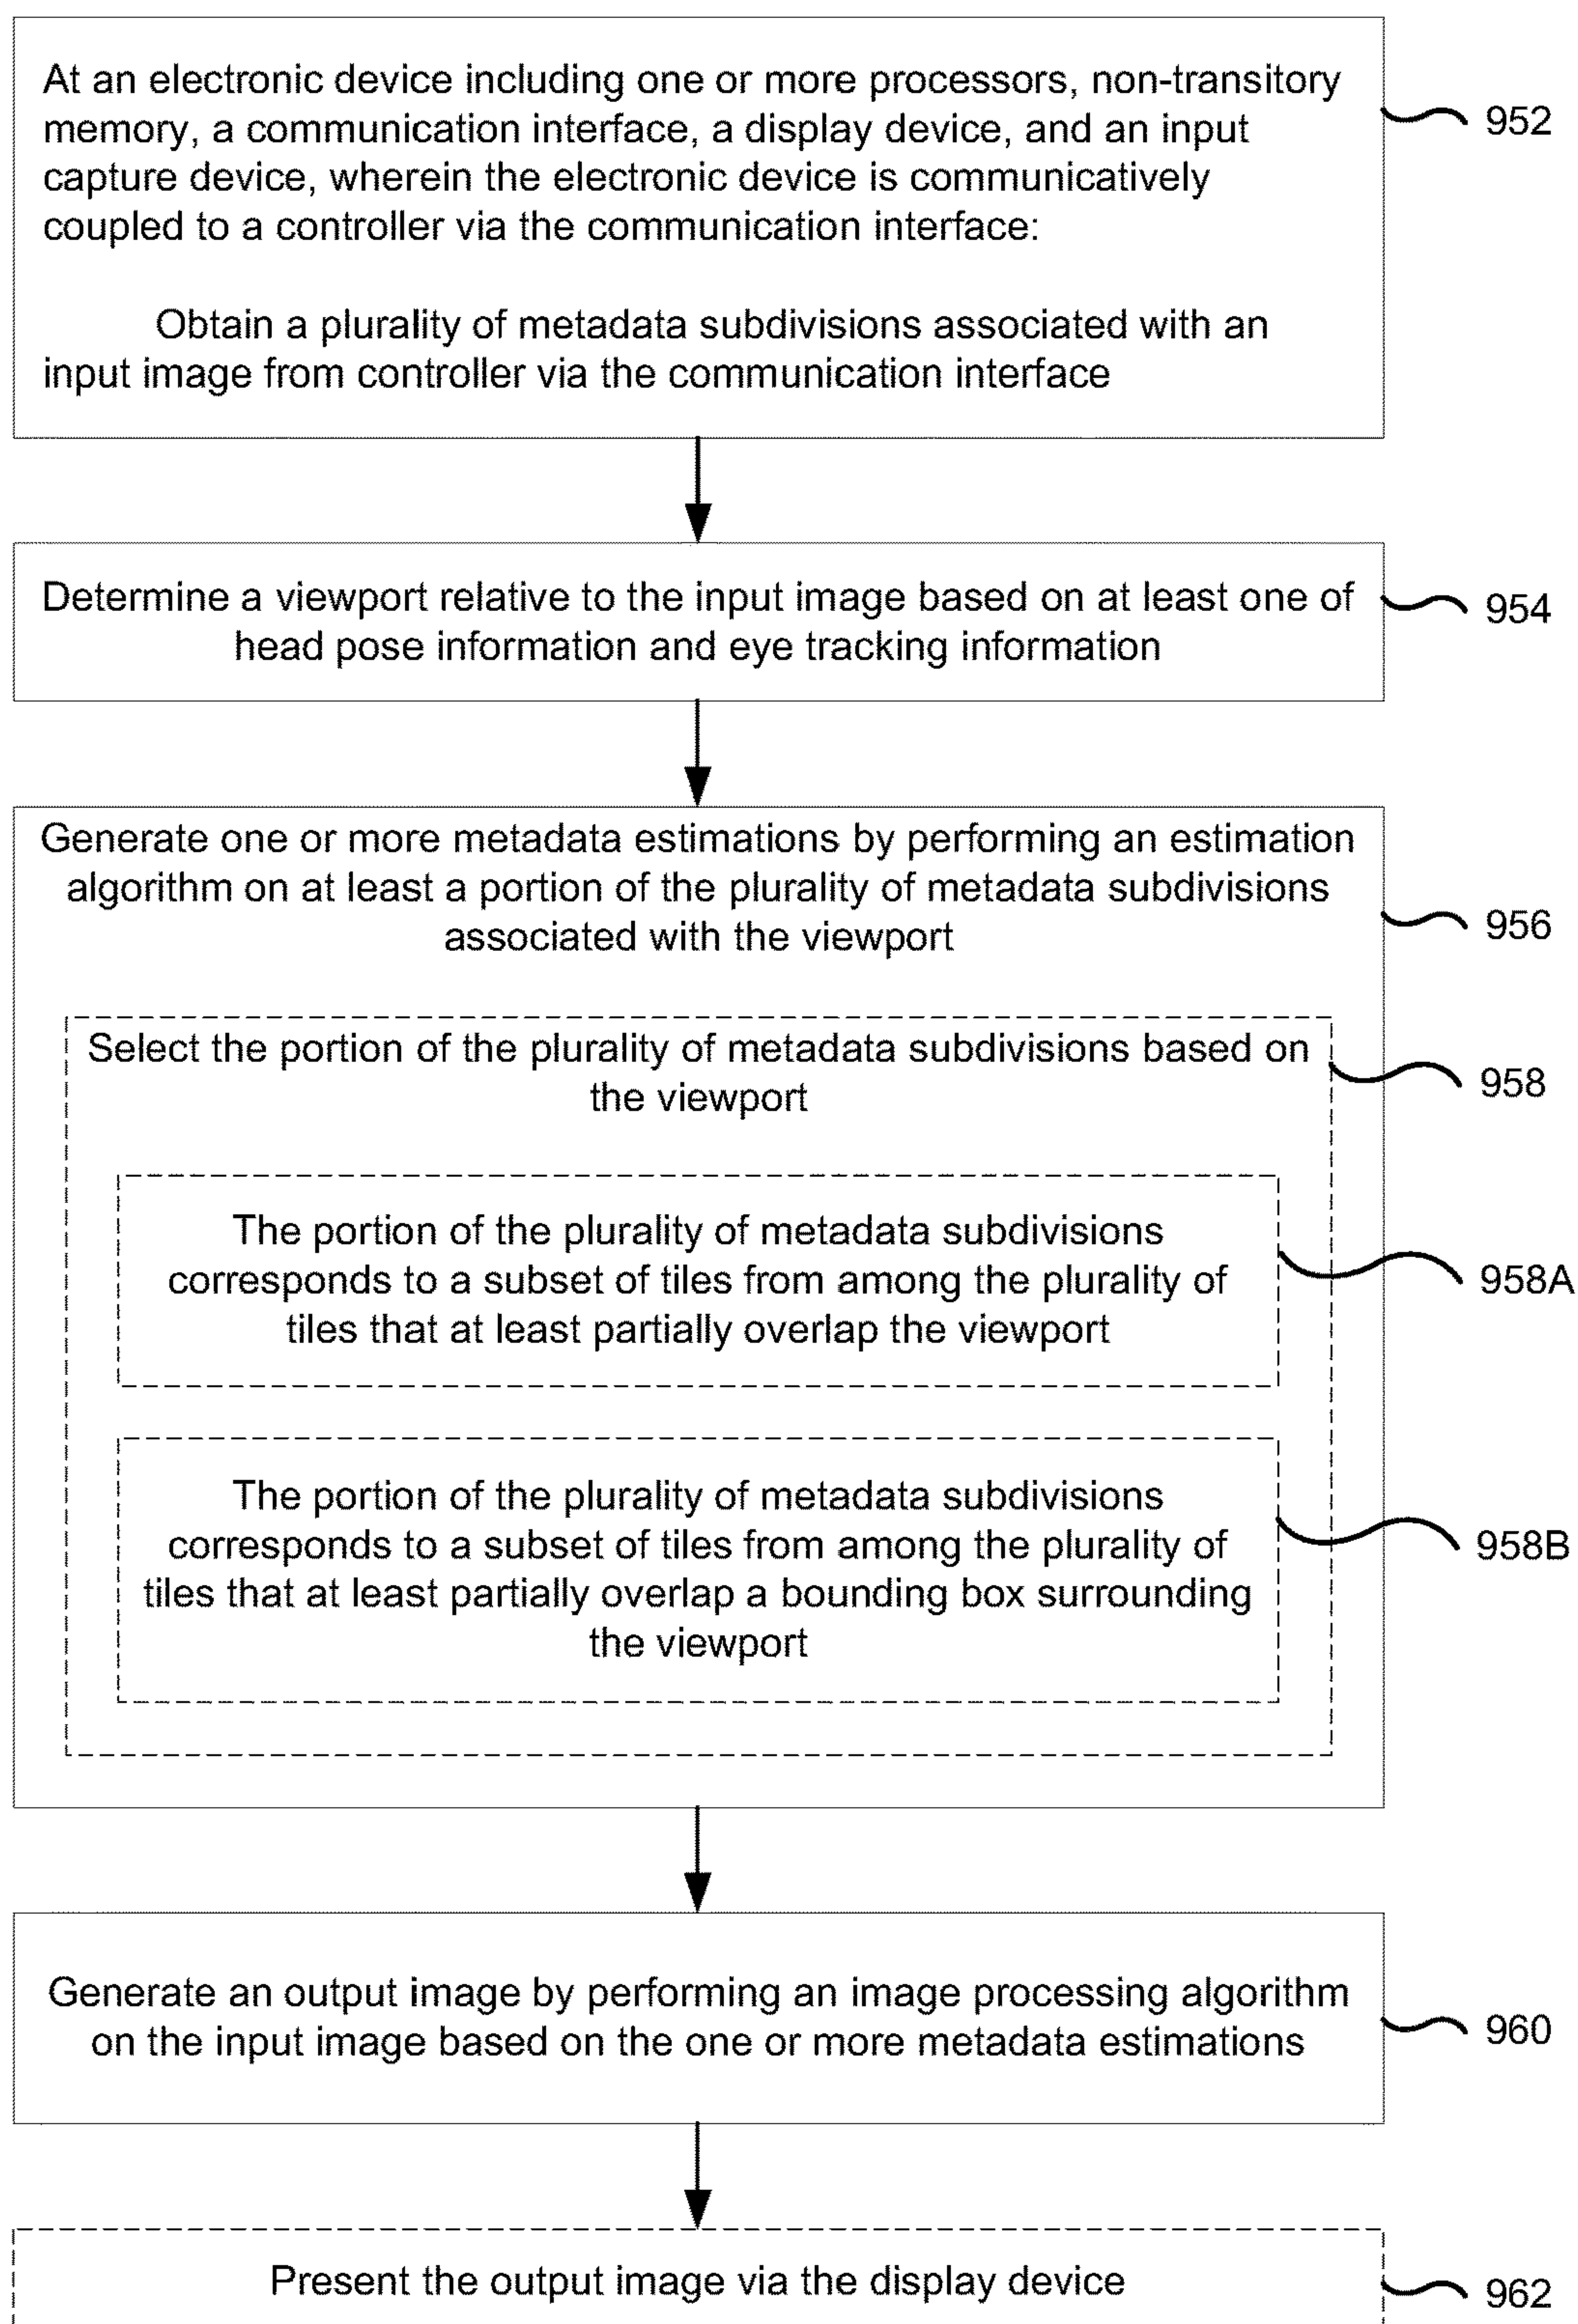 At an electronic device including one or more processors, non-transitory
memory, a communication interface, a display device, and an input
capture device, wherein the electronic device is communicatively
coupled to a controller via the communication interface:
Obtain a plurality of metadata subdivisions associated with an
input image from controller via the communication interface
952
Determine a viewport relative to the input image based on at least one of
head pose information and eye tracking information
954
Generate one or more metadata estimations by performing an estimation
algorithm on at least a portion of the plurality of metadata subdivisions
associated with the viewport
956
Select the portion of the plurality of metadata subdivisions based on
the viewport
958
The portion of the plurality of metadata subdivisions
corresponds to a subset of tiles from among the plurality of
tiles that at least partially overlap the viewport
958A
The portion of the plurality of metadata subdivisions
corresponds to a subset of tiles from among the plurality of
tiles that at least partially overlap a bounding box surrounding
the viewport
958B
Generate an output image by performing an image processing algorithm
on the input image based on the one or more metadata estimations
960
Present the output image via the display device
962